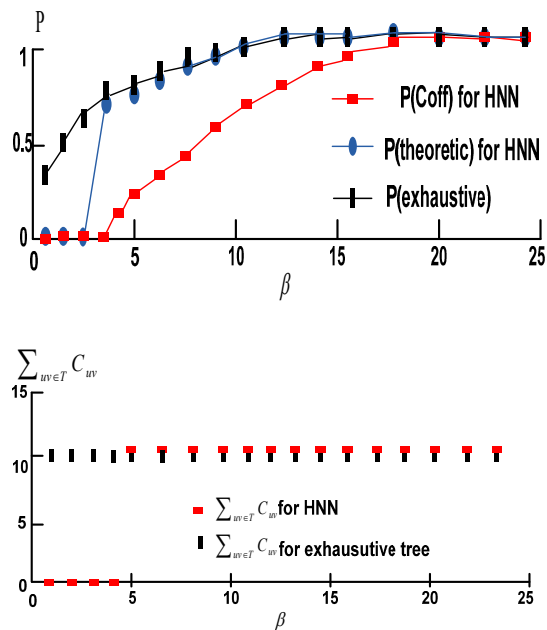 P
1
0.5
0
P(Coff) for HNN
P(theoretic) for HNN
P(exhaustive)
0 5 10 15 20 25
β
∑uv∈T Cuv
15
10
5
0
∑uv∈T Cuv for HNN
∑uv∈T Cuv for exhausutive tree
0 5 10 15 20 25
β